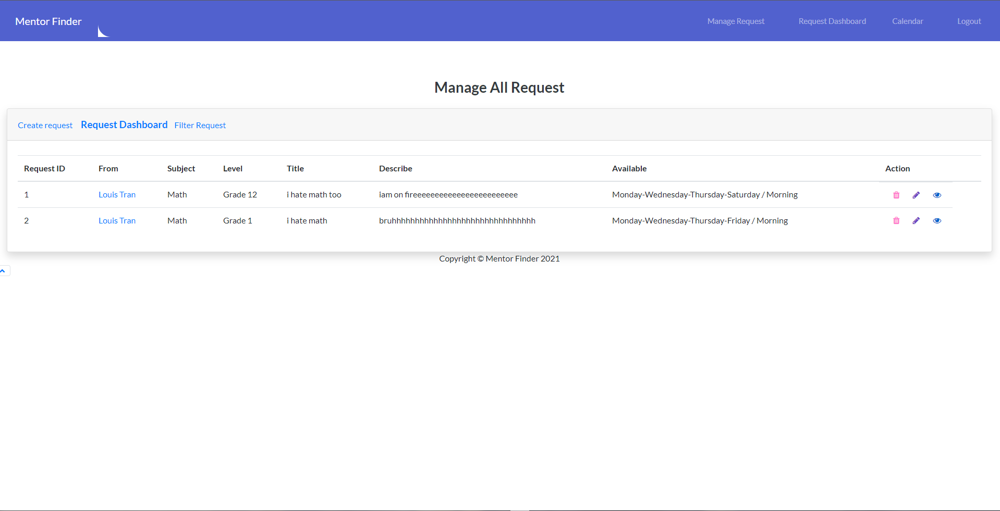 Mentor Finder Manage Request Request Dashboard Calendar Logout
Manage All Request
Create request Request Dashboard Filter Request
Request ID From Subject Level Title Describe Available Action
1 Louis Tran Math Grade 12 i hate math too iam on fireeeeeeeeeeeeeeeeeeeeeeeee Monday-Wednesday-Thursday-Saturday / Morning
2 Louis Tran Math Grade 1 i hate math bruhhhhhhhhhhhhhhhhhhhhhhhhhhhhhhh Monday-Wednesday-Thursday-Friday / Morning
Copyright © Mentor Finder 2021